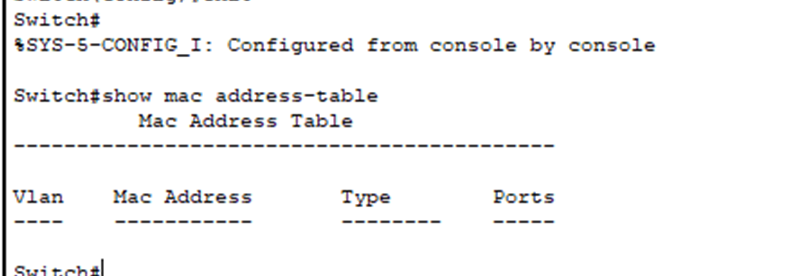 Switch#
%SYS-5-CONFIG_I: Configured from console by console
Switch#show mac address-table
Mac Address Table
-------------------------------------------
Vlan Mac Address Type Ports
---- ----------- -------- -----
Switch#